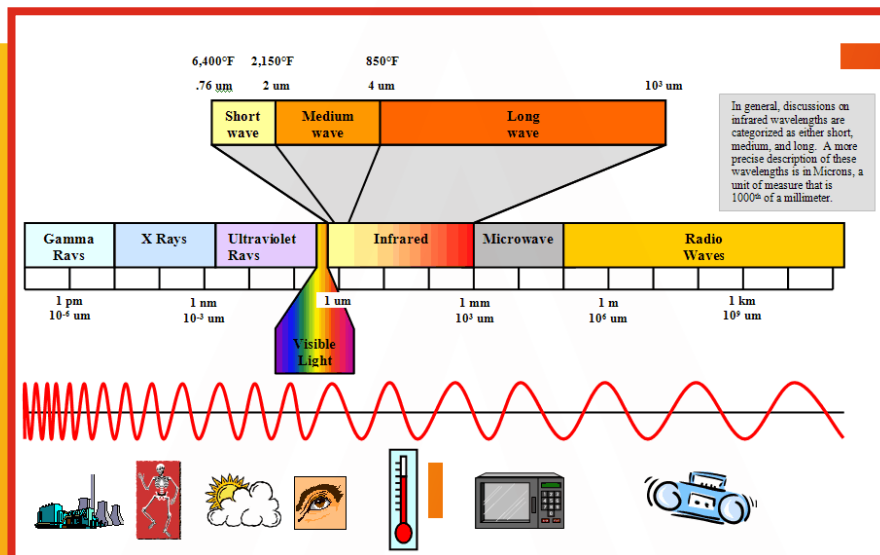 6,400°F 2,150°F 850°F
.76 um 2 um 4 um 10³ um
Short wave
Medium wave
Long wave
In general, discussions on
infrared wavelengths are
categorized as either short,
medium, and long. A more
precise description of these
wavelengths is in Microns, a
unit of measure that is
1000th of a millimeter.
Gamma Rays
X Rays
Ultraviolet Rays
Infrared
Microwave
Radio Waves
1 pm 1 nm 1 um 1 mm 1 m 1 km
10⁻⁶ um 10⁻³ um 10³ um 10⁶ um 10⁹ um
Visible
Light